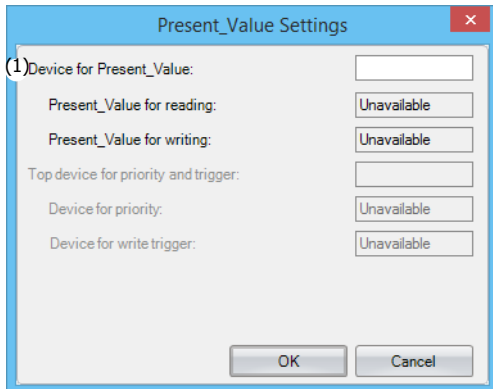 Present_Value Settings
×
(1)Device for Present_Value:
Present_Value for reading: Unavailable
Present_Value for writing: Unavailable
Top device for priority and trigger:
Device for priority: Unavailable
Device for write trigger: Unavailable
OK Cancel